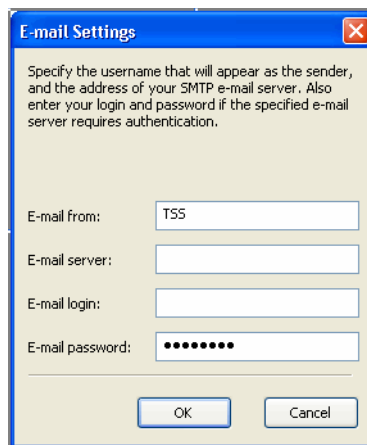 E-mail Settings
Specify the username that will appear as the sender,
and the address of your SMTP e-mail server. Also
enter your login and password if the specified e-mail
server requires authentication.
E-mail from: TSS
E-mail server:
E-mail login:
E-mail password: ●●●●●●●●
OK Cancel